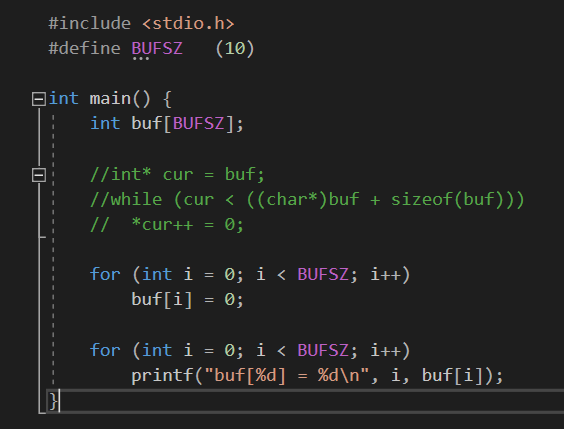 #include <stdio.h>
#define BUFSZ   (10)
int main() {
    int buf[BUFSZ];
    //int* cur = buf;
    //while (cur < ((char*)buf + sizeof(buf)))
    //  *cur++ = 0;
    for (int i = 0; i < BUFSZ; i++)
        buf[i] = 0;
    for (int i = 0; i < BUFSZ; i++)
        printf("buf[%d] = %d\n", i, buf[i]);
}